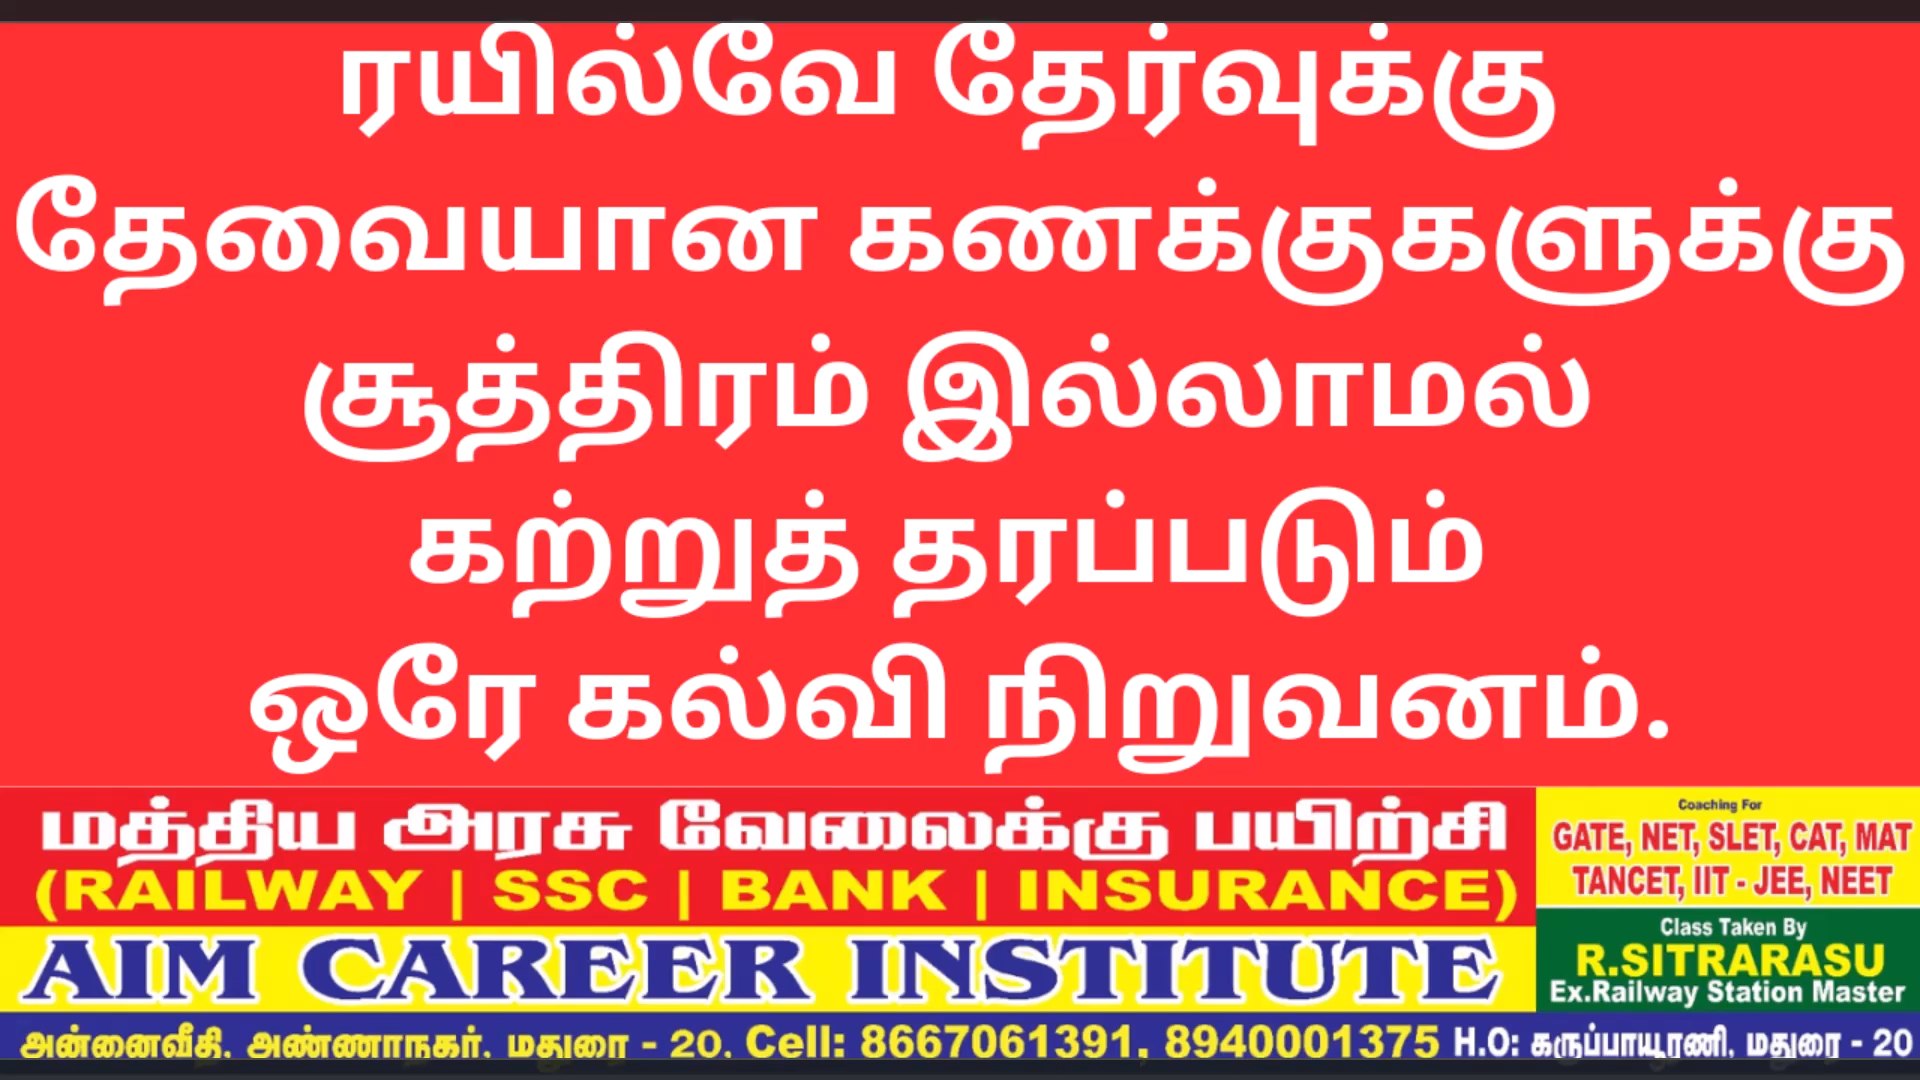 ரயில்வே தேர்வுக்கு
தேவையான கணக்குகளுக்கு
சூத்திரம் இல்லாமல்
கற்றுத் தரப்படும்
ஒரே கல்வி நிறுவனம்.
மத்திய அரசு வேலைக்கு பயிற்சி
(RAILWAY | SSC | BANK | INSURANCE)
AIM CAREER INSTITUTE
Coaching For
GATE, NET, SLET, CAT, MAT
TANCET, IIT - JEE, NEET
Class Taken By
R.SITRARASU
Ex.Railway Station Master
அன்னைவீதி, அண்ணாநகர், மதுரை - 20, Cell: 8667061391, 8940001375 H.O: கருப்பாயூரணி, மதுரை - 20